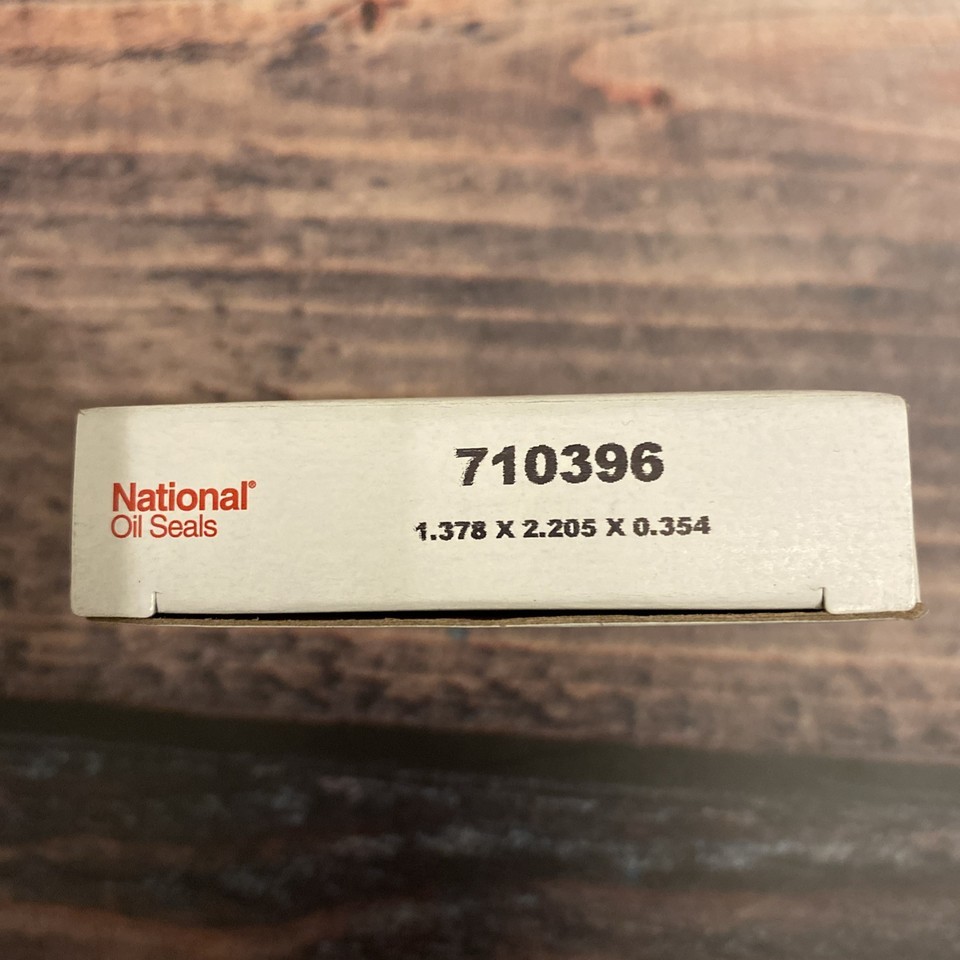 National®
Oil Seals
710396
1.378 X 2.205 X 0.354